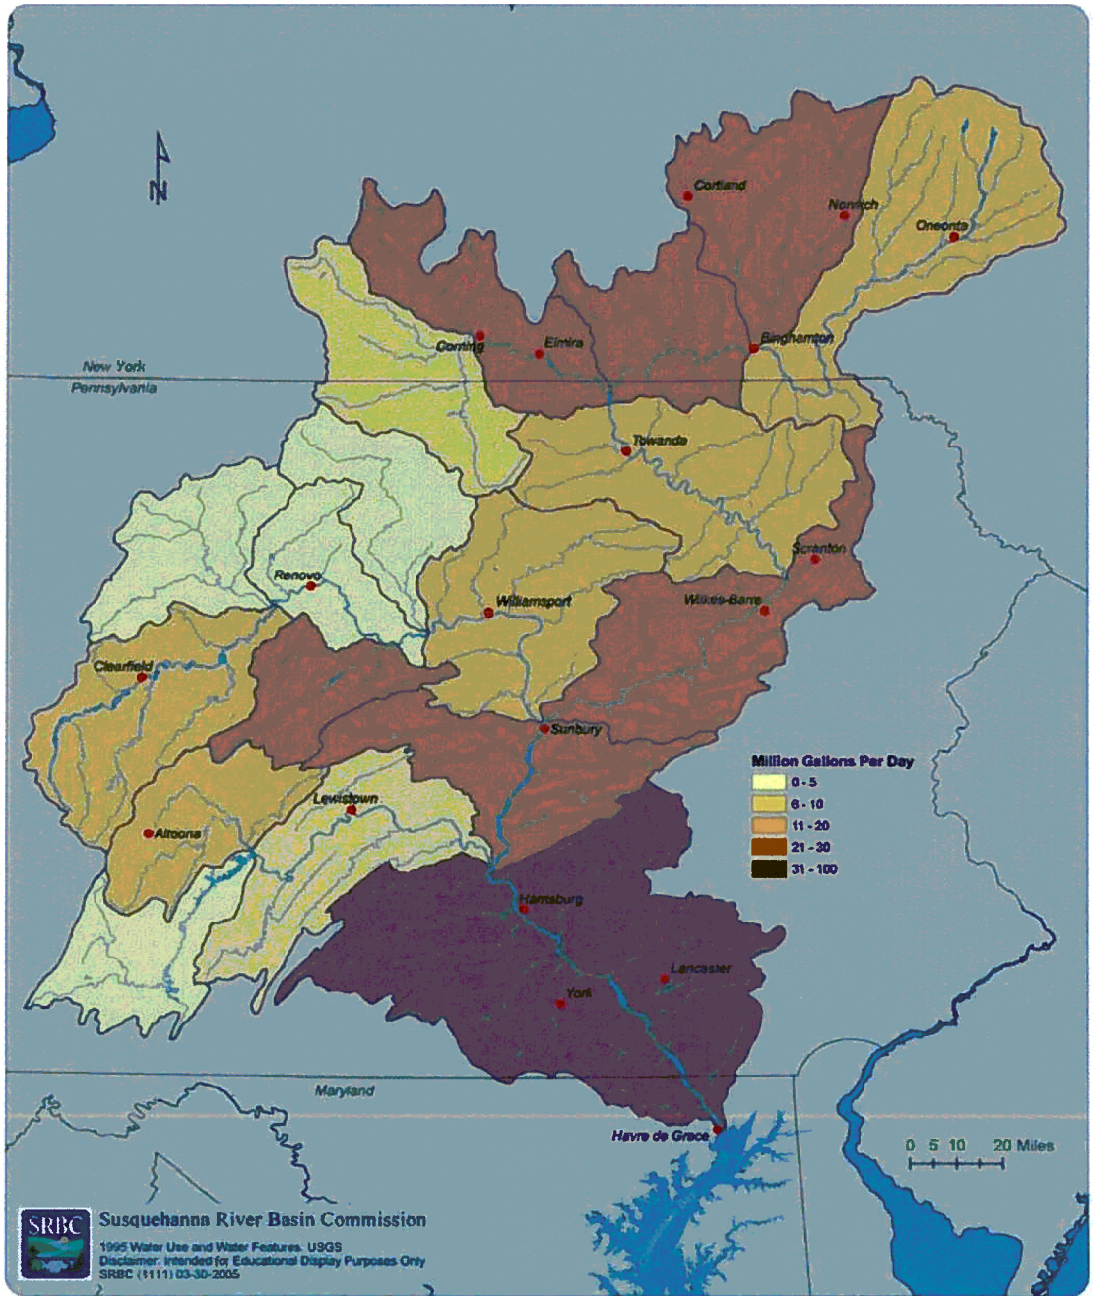 N
Cortland
Norwich
Oneonta
Corning
Elmira
Binghamton
New York
Pennsylvania
Towanda
Scranton
Renovo
Williamsport
Wilkes-Barre
Clearfield
Sunbury
Million Gallons Per Day
0 - 5
6 - 10
11 - 20
21 - 30
31 - 100
Lewistown
Altoona
Harrisburg
Lancaster
York
Maryland
Havre de Grace
0 5 10 20 Miles
SRBC
Susquehanna River Basin Commission
1995 Water Use and Water Features. USGS
Disclaimer: Intended for Educational Display Purposes Only
SRBC (1111) 03-30-2005